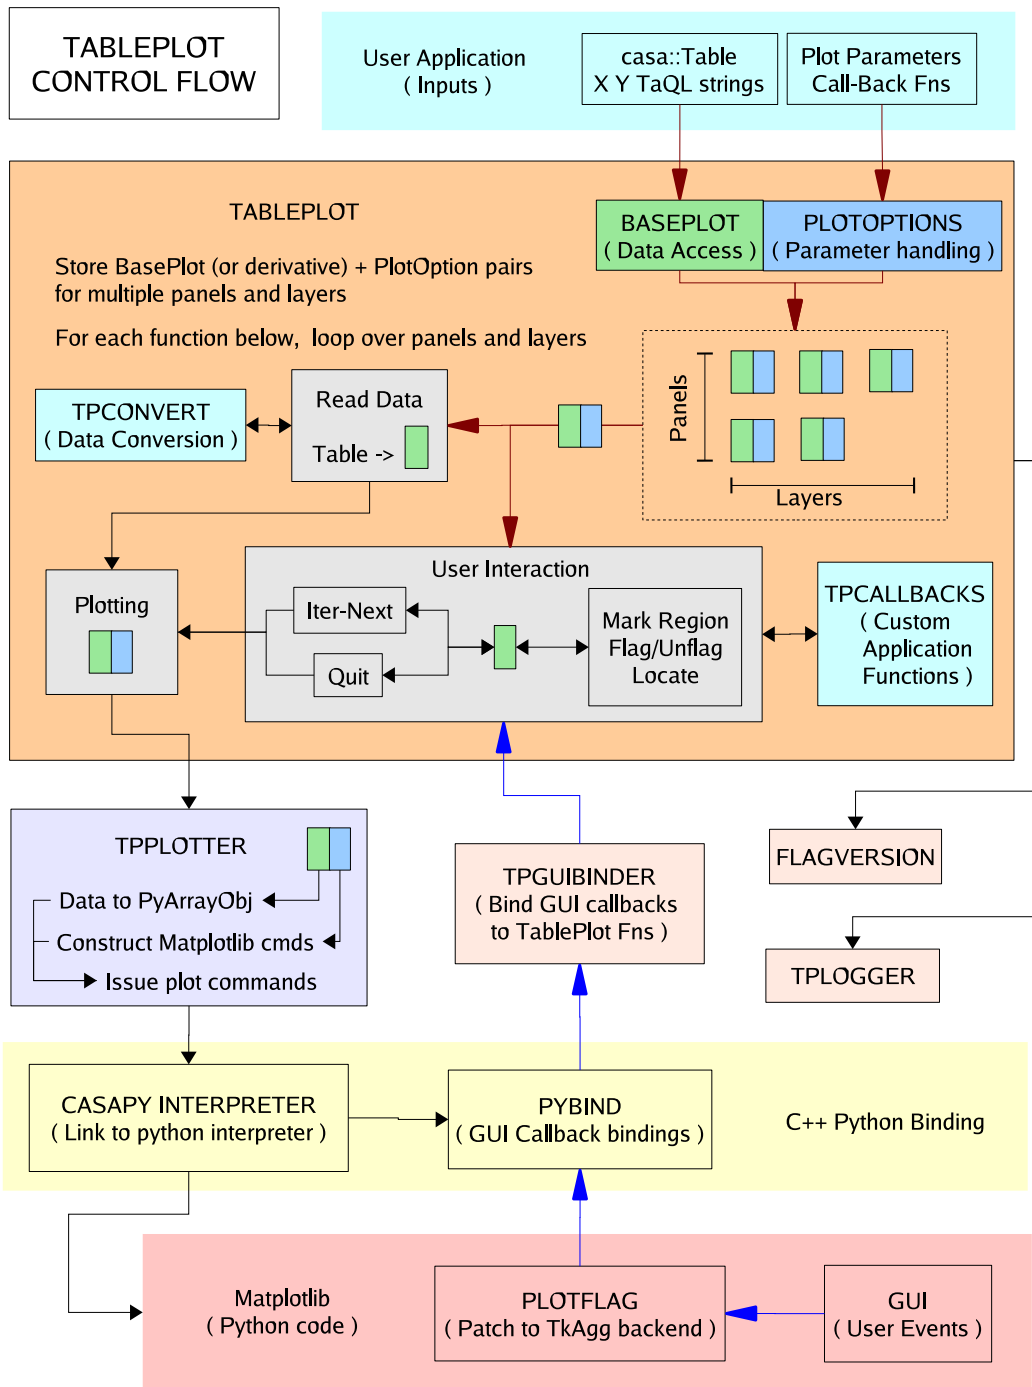 TABLEPLOT
CONTROL FLOW
User Application
( Inputs )
casa::Table
X Y TaQL strings
Plot Parameters
Call-Back Fns
TABLEPLOT
BASEPLOT
( Data Access )
PLOTOPTIONS
( Parameter handling )
Store BasePlot (or derivative) + PlotOption pairs
for multiple panels and layers
For each function below, loop over panels and layers
TPCONVERT
( Data Conversion )
Read Data
Table ->
Panels
Layers
User Interaction
Plotting
Iter-Next
Quit
Mark Region
Flag/Unflag
Locate
TPCALLBACKS
( Custom
Application
Functions )
TPPLOTTER
Data to PyArrayObj
Construct Matplotlib cmds
Issue plot commands
TPGUIBINDER
( Bind GUI callbacks
to TablePlot Fns )
FLAGVERSION
TPLOGGER
CASAPY INTERPRETER
( Link to python interpreter )
PYBIND
( GUI Callback bindings )
C++ Python Binding
Matplotlib
( Python code )
PLOTFLAG
( Patch to TkAgg backend )
GUI
( User Events )